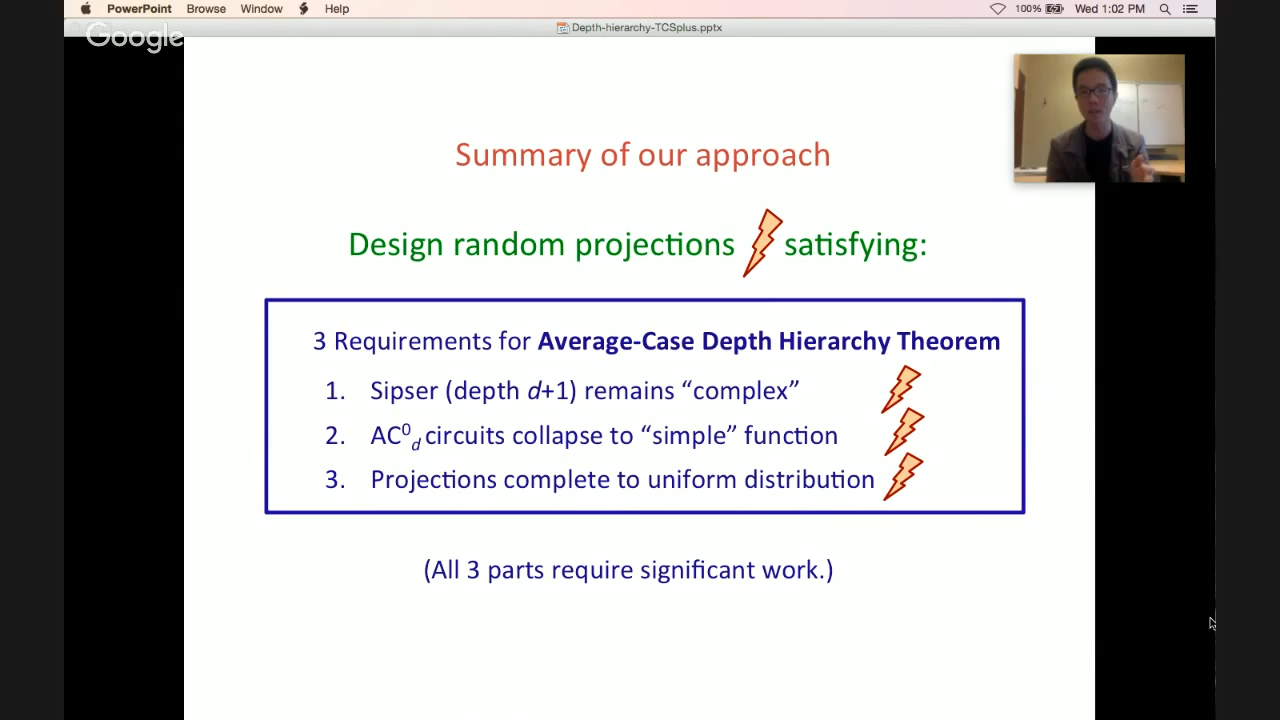 PowerPoint Browse Window Help
100% Wed 1:02 PM
Depth-hierarchy-TCSplus.pptx
Google
Summary of our approach
Design random projections satisfying:
3 Requirements for Average-Case Depth Hierarchy Theorem
1. Sipser (depth d+1) remains “complex”
2. AC⁰d circuits collapse to “simple” function
3. Projections complete to uniform distribution
(All 3 parts require significant work.)